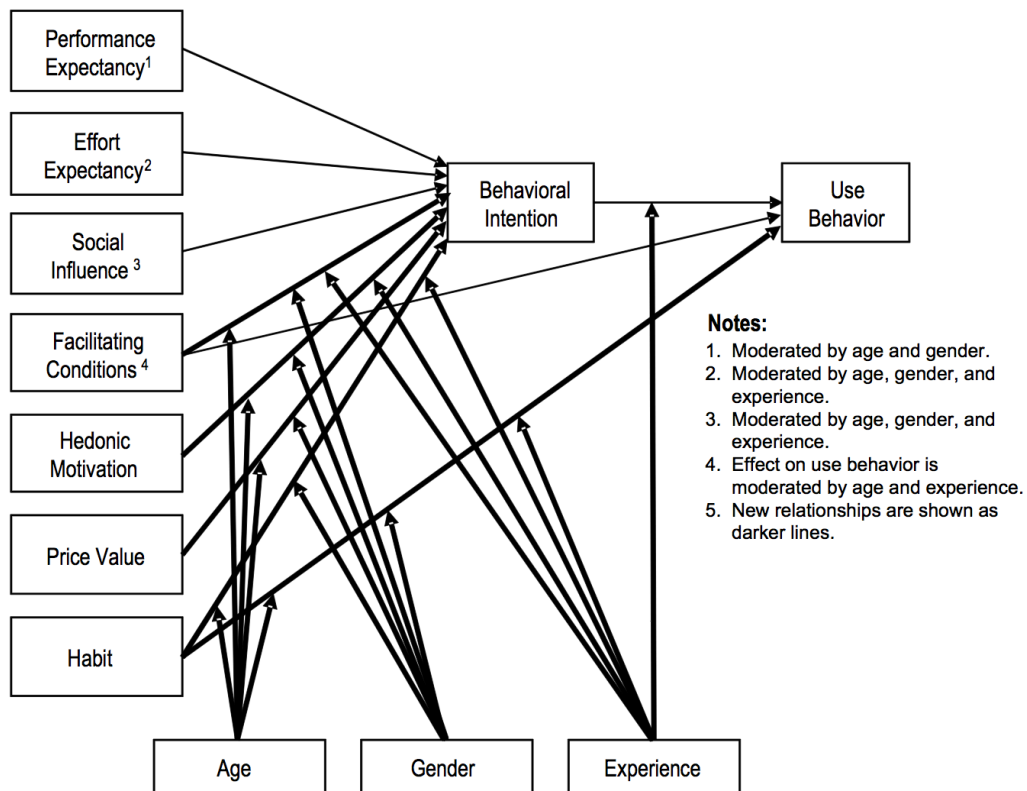 Performance
Expectancy1
Effort
Expectancy2
Social
Influence 3
Facilitating
Conditions 4
Hedonic
Motivation
Price Value
Habit
Behavioral
Intention
Use
Behavior
Notes:
1. Moderated by age and gender.
2. Moderated by age, gender, and
experience.
3. Moderated by age, gender, and
experience.
4. Effect on use behavior is
moderated by age and experience.
5. New relationships are shown as
darker lines.
Age
Gender
Experience